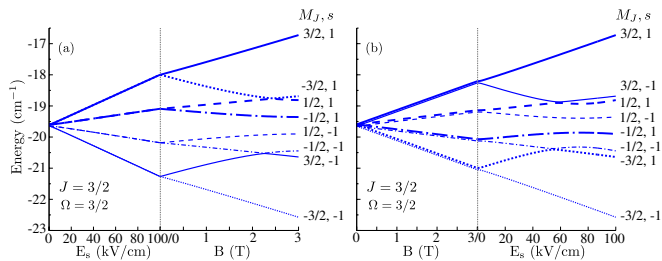 M_J, s
M_J, s
(a)
(b)
Energy (cm⁻¹)
-17
-18
-19
-20
-21
-22
-23
3/2, 1
-3/2, 1
1/2, 1
-1/2, 1
1/2, -1
-1/2, -1
3/2, -1
-3/2, -1
3/2, 1
3/2, -1
1/2, 1
1/2, -1
-1/2, 1
-1/2, -1
-3/2, 1
-3/2, -1
J = 3/2
Ω = 3/2
J = 3/2
Ω = 3/2
0 20 40 60 80 100/0 1 2 3
0 1 2 3/0 20 40 60 80 100
E_s (kV/cm) B (T)
B (T) E_s (kV/cm)